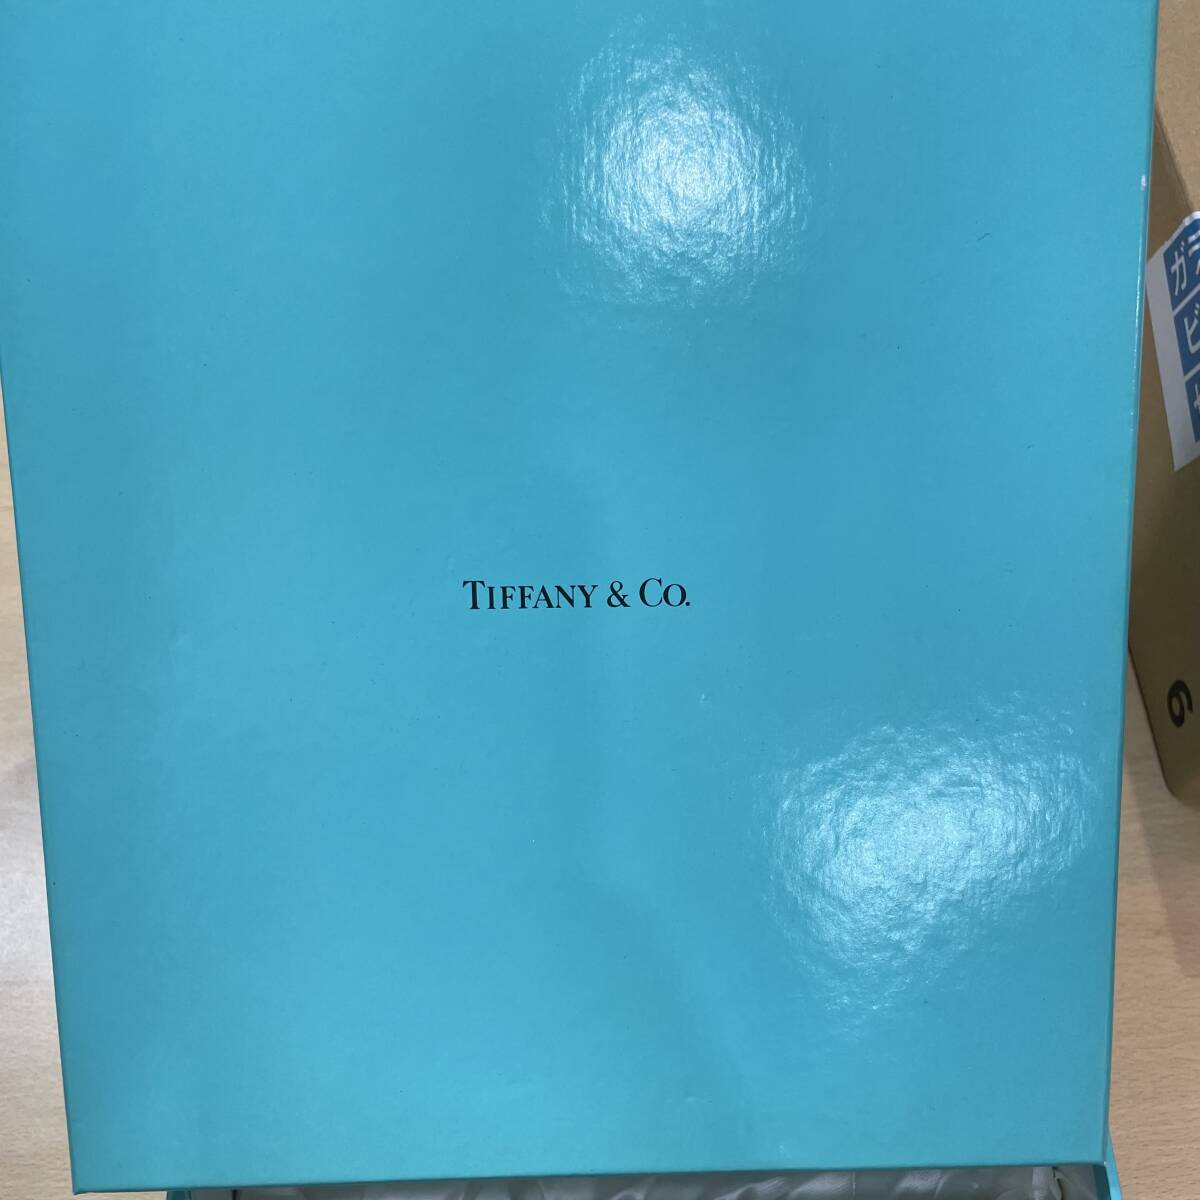 TIFFANY & CO.
ガ
ビ
6